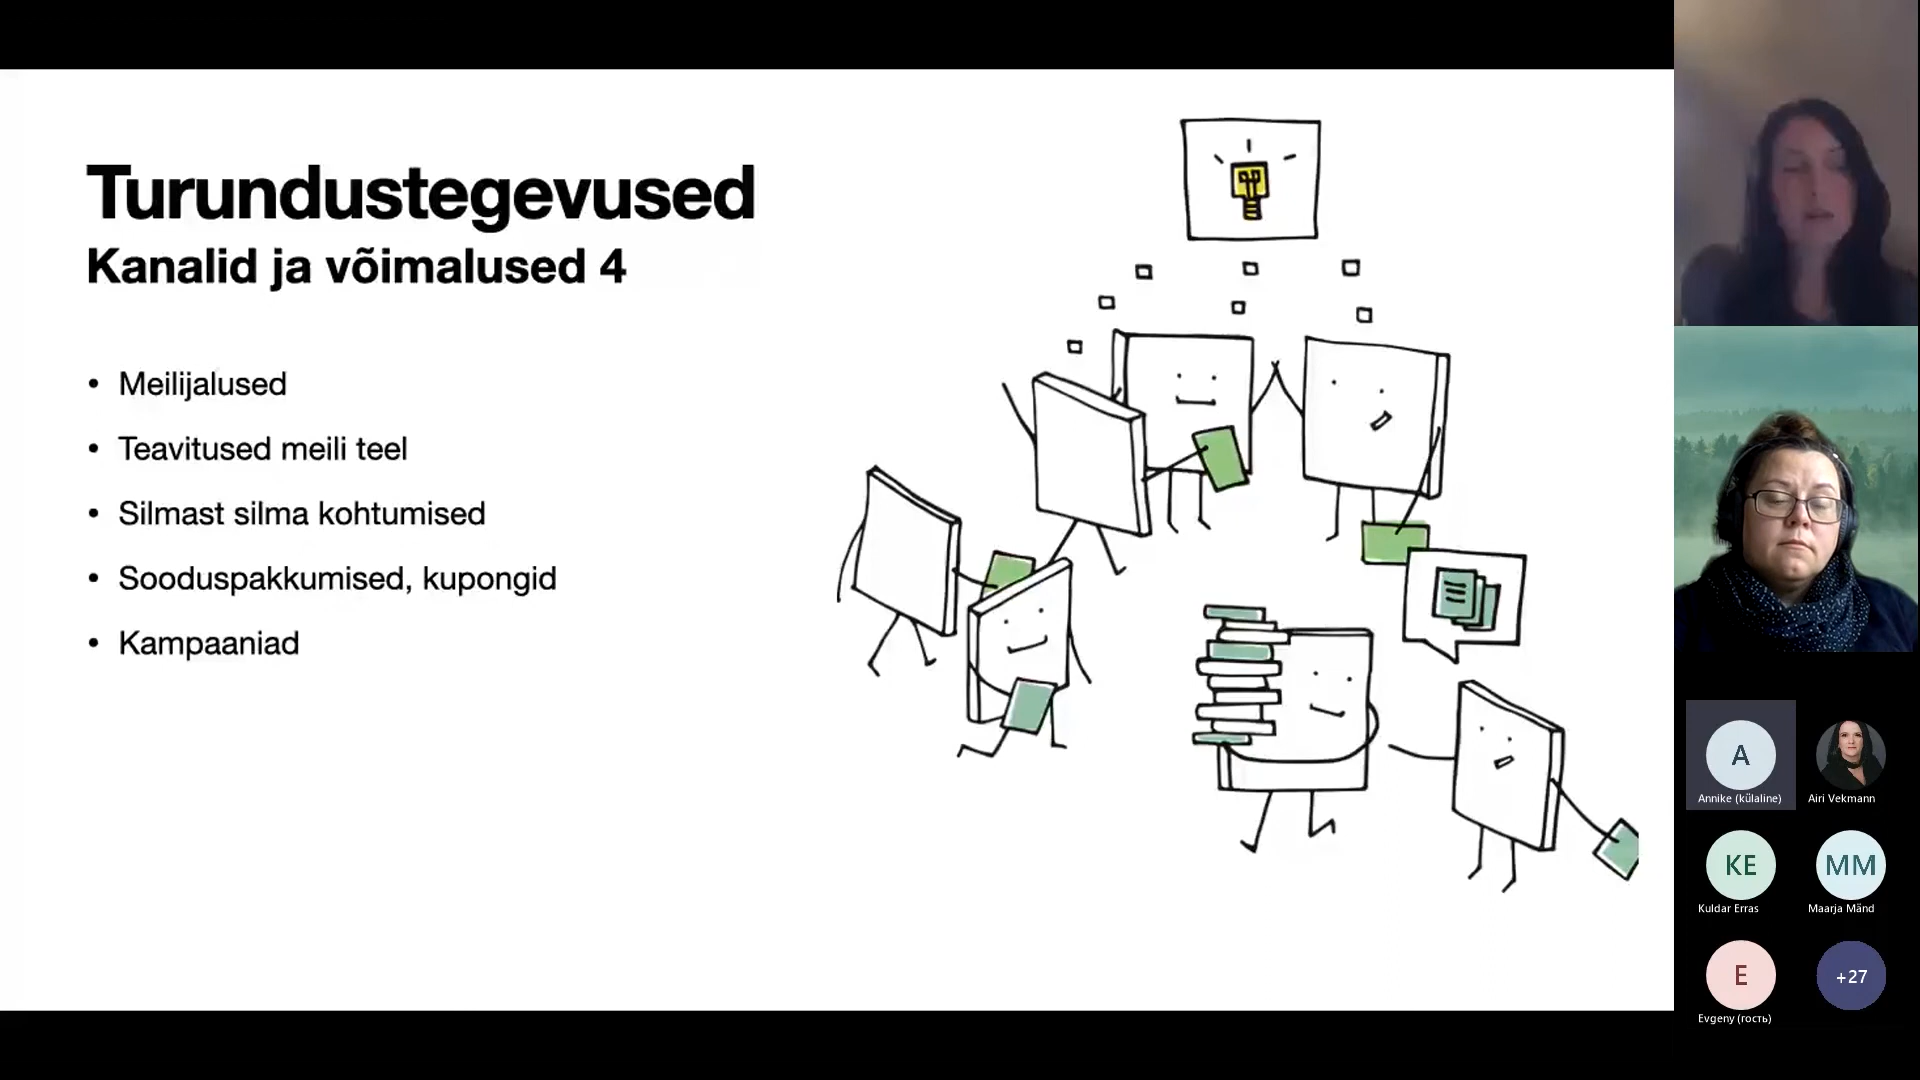 Turundustegevused
Kanalid ja võimalused 4
• Meilijalused
• Teavitused meili teel
• Silmast silma kohtumised
• Sooduspakkumised, kupongid
• Kampaaniad
A
Annike (külaline)
Airi Vekmann
KE
Kuldar Erras
MM
Maarja Mänd
E
Evgeny (гость)
+27